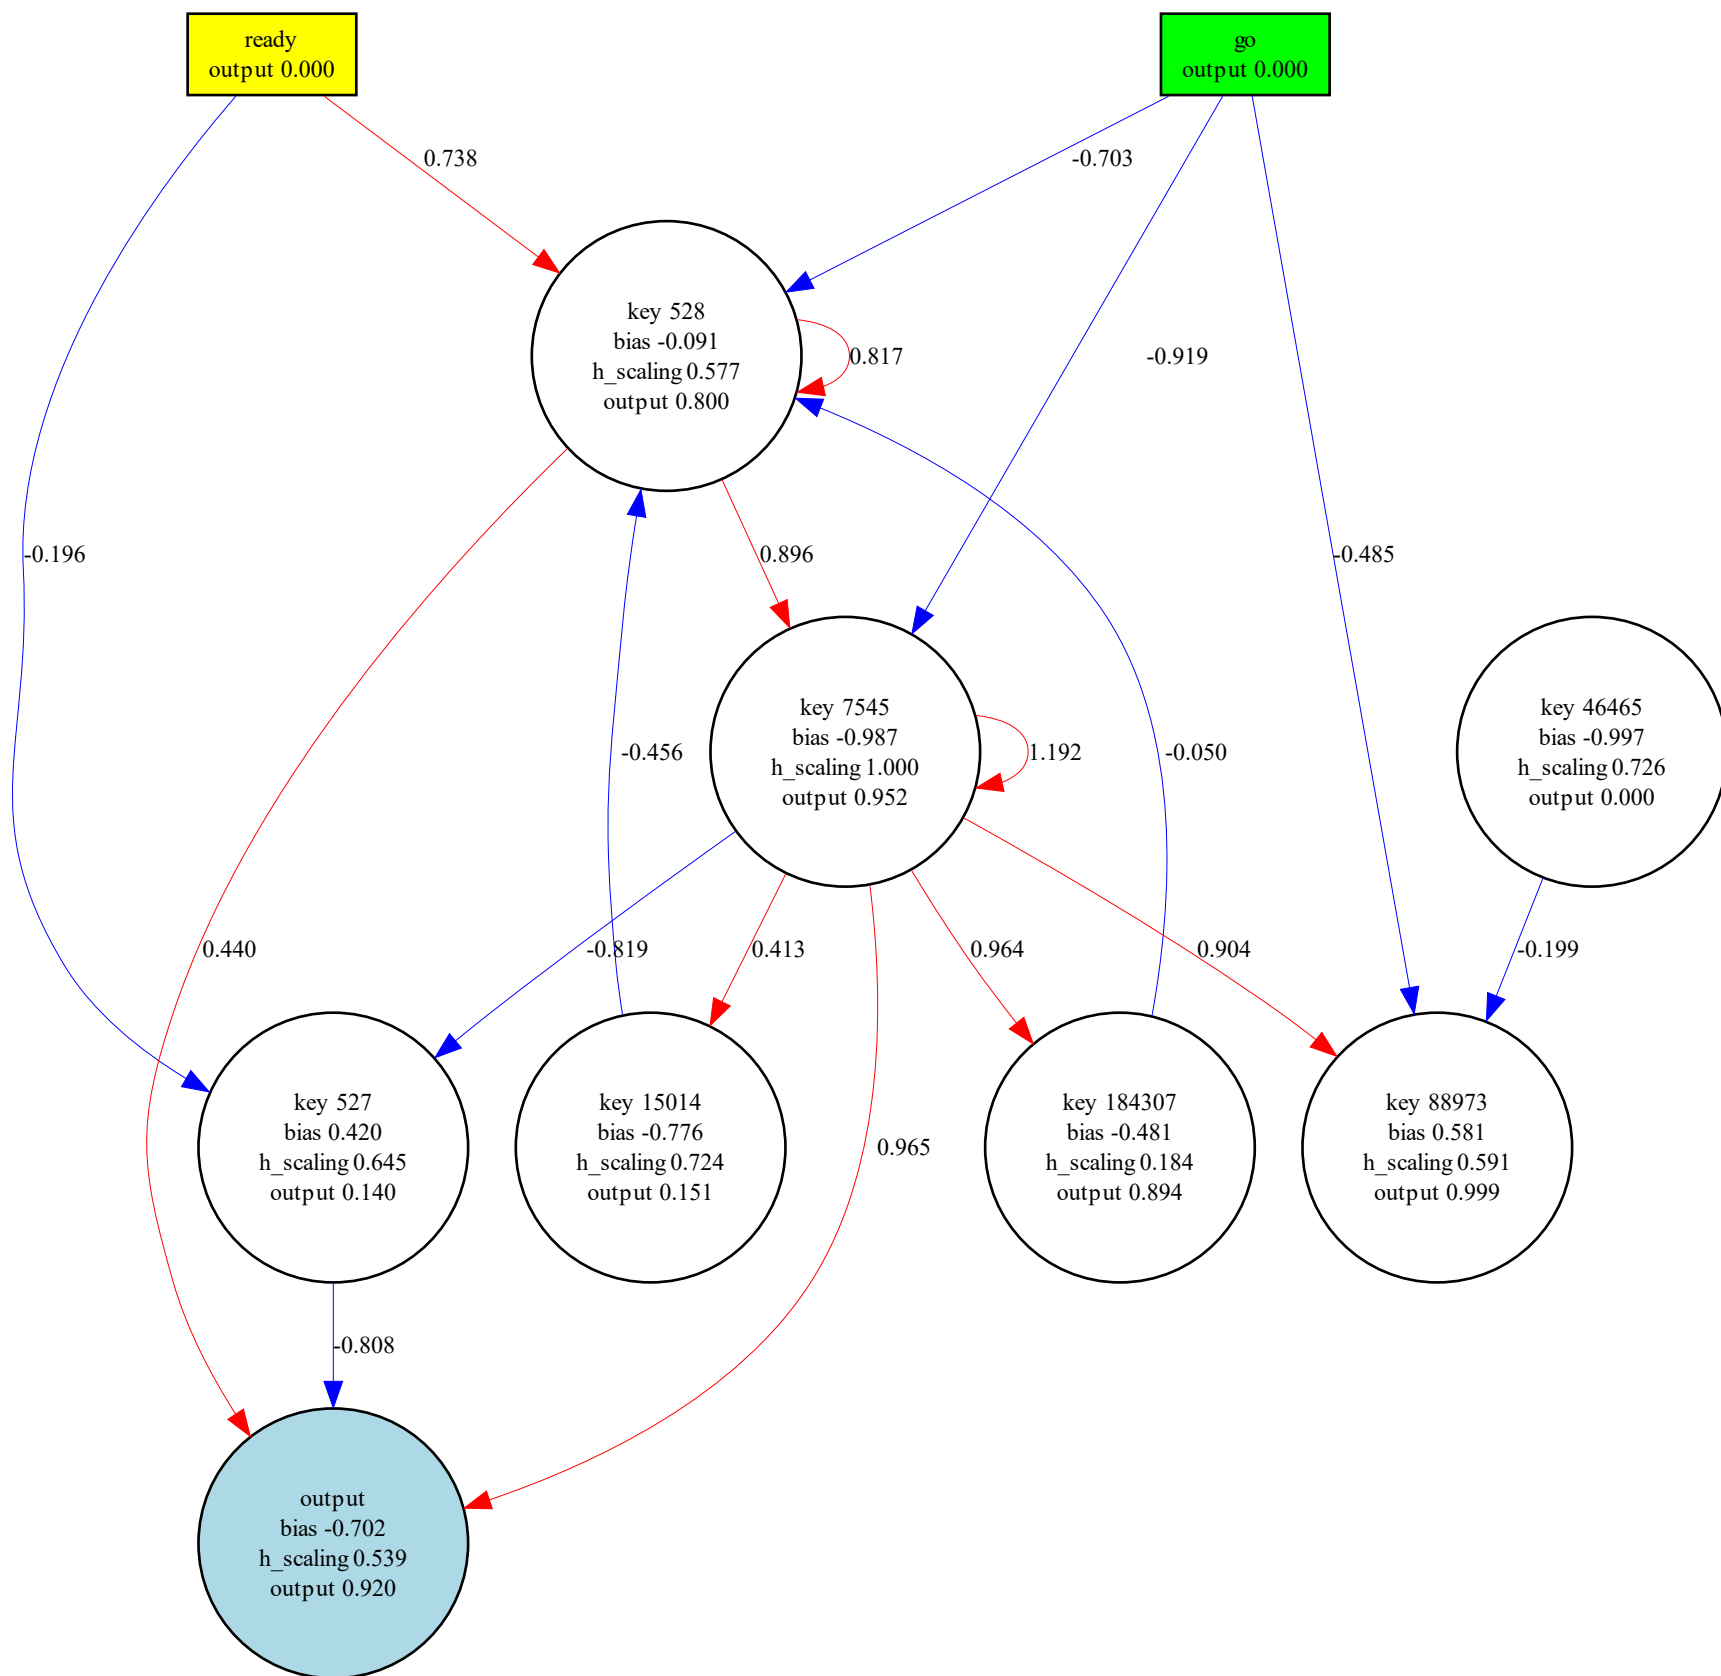 ready
output 0.000
go
output 0.000
0.738
-0.703
key 528
bias -0.091
h_scaling 0.577
output 0.800
0.817
-0.919
-0.196
0.896
-0.485
key 7545
bias -0.987
h_scaling 1.000
output 0.952
1.192
-0.456
-0.050
key 46465
bias -0.997
h_scaling 0.726
output 0.000
0.440
-0.819
0.413
0.964
0.904
-0.199
key 527
bias 0.420
h_scaling 0.645
output 0.140
key 15014
bias -0.776
h_scaling 0.724
output 0.151
0.965
key 184307
bias -0.481
h_scaling 0.184
output 0.894
key 88973
bias 0.581
h_scaling 0.591
output 0.999
-0.808
output
bias -0.702
h_scaling 0.539
output 0.920